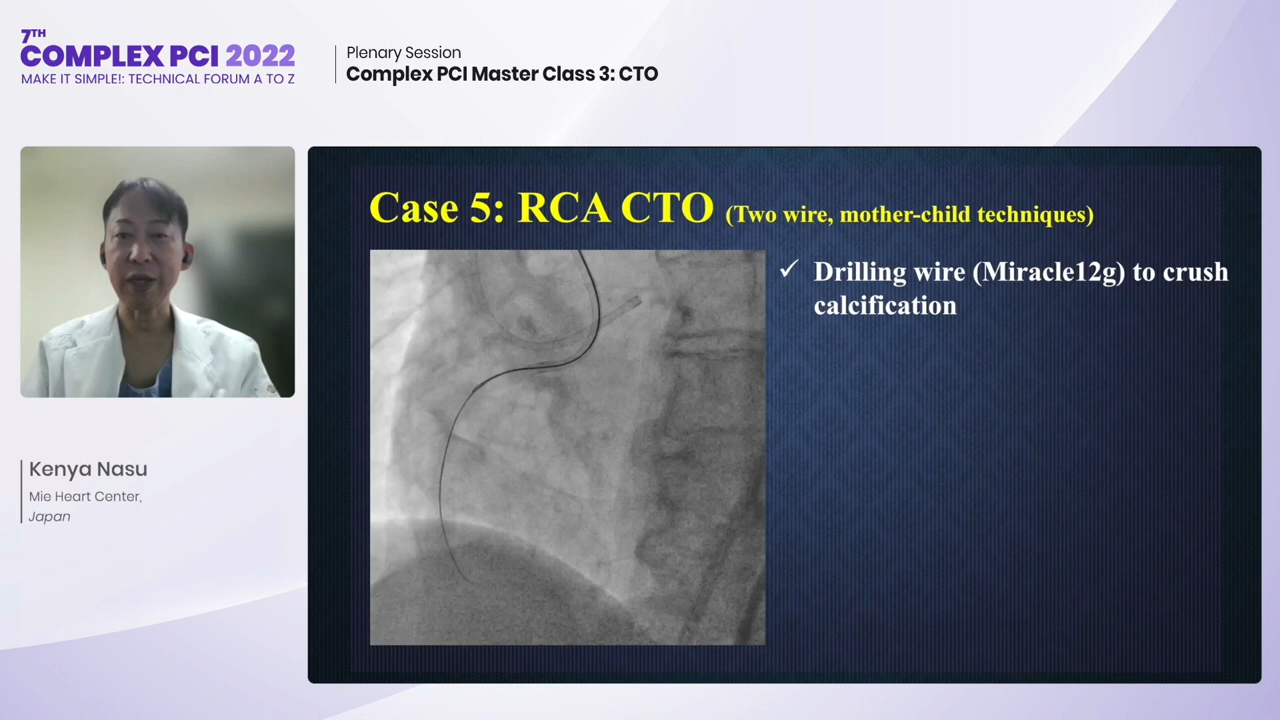 7TH
COMPLEX PCI 2022
MAKE IT SIMPLE!: TECHNICAL FORUM A TO Z
Plenary Session
Complex PCI Master Class 3: CTO
Case 5: RCA CTO (Two wire, mother-child techniques)
✓ Drilling wire (Miracle12g) to crush
calcification
Kenya Nasu
Mie Heart Center,
Japan